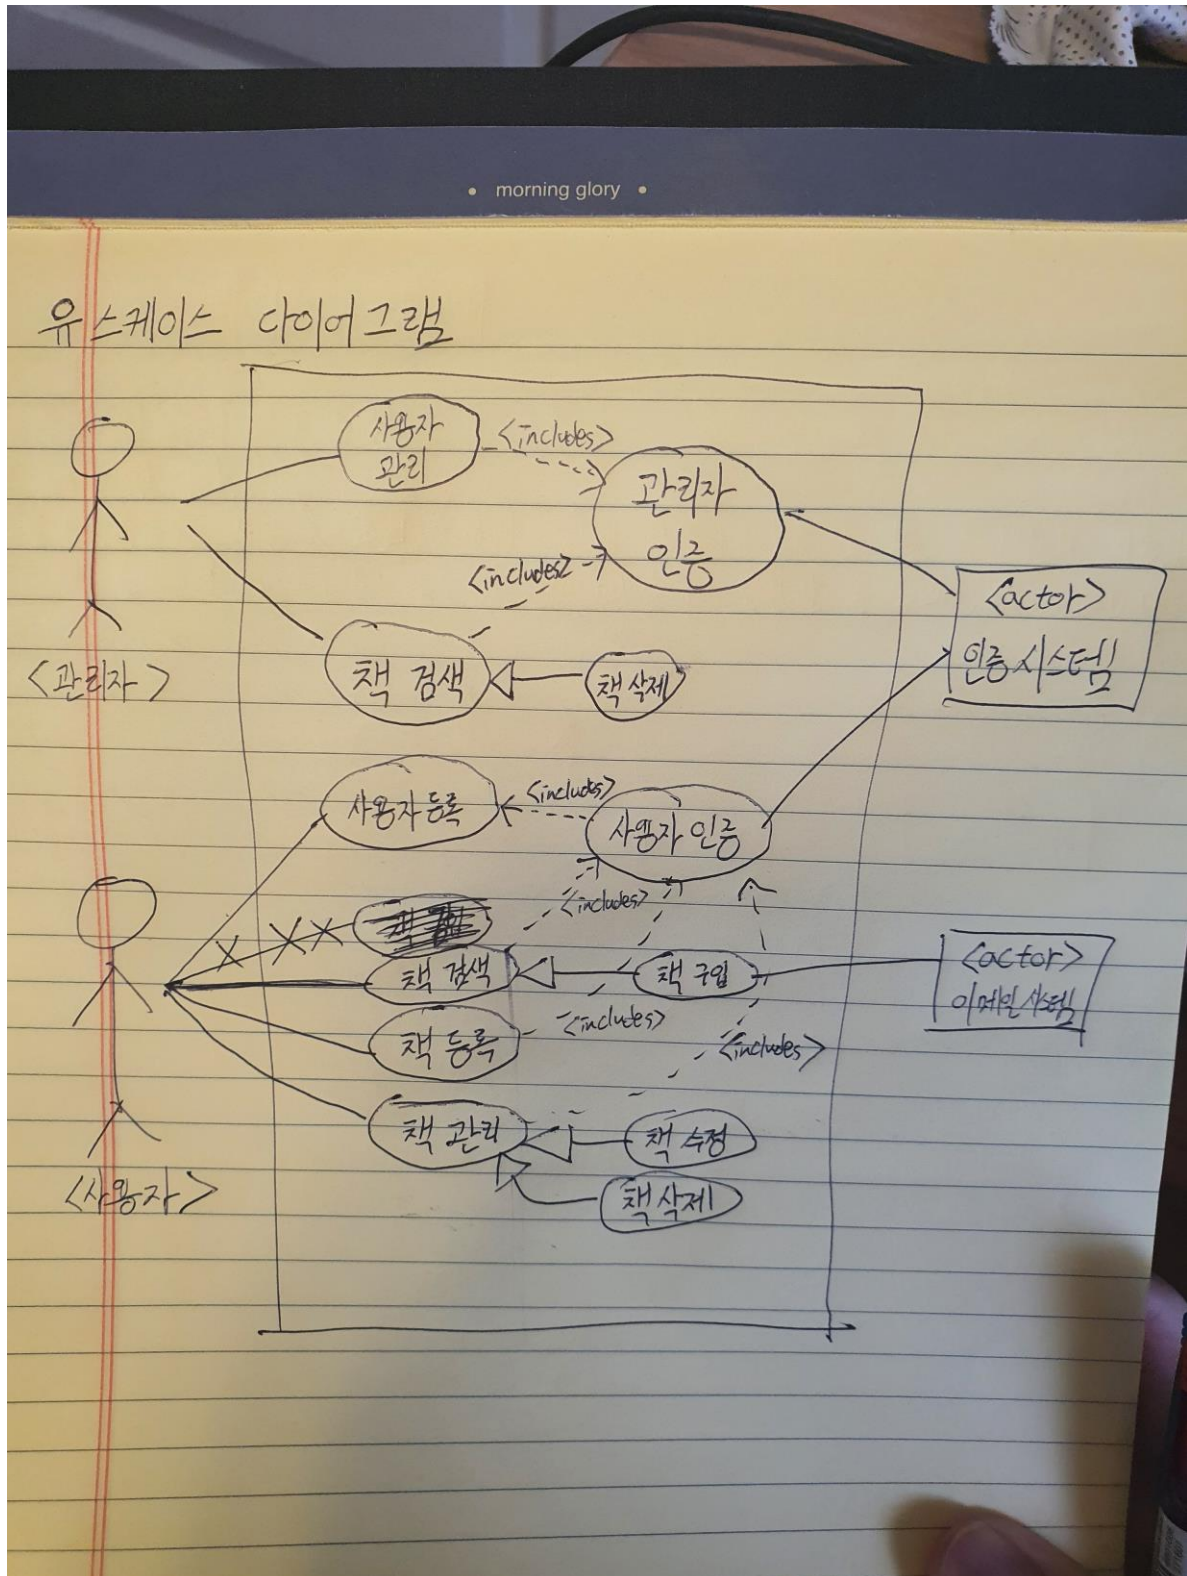 • morning glory •
유스케이스 다이어그램
사용자
관리
<includes>
관리자
인증
<includes>
<actor>
인증시스템
<관리자>
책 검색
책 삭제
사용자 등록
<includes>
사용자 인증
<includes>
책 검색
책 구입
<actor>
이메일 시스템
책 등록
<includes>
<includes>
책 관리
책 수정
<사용자>
책 삭제